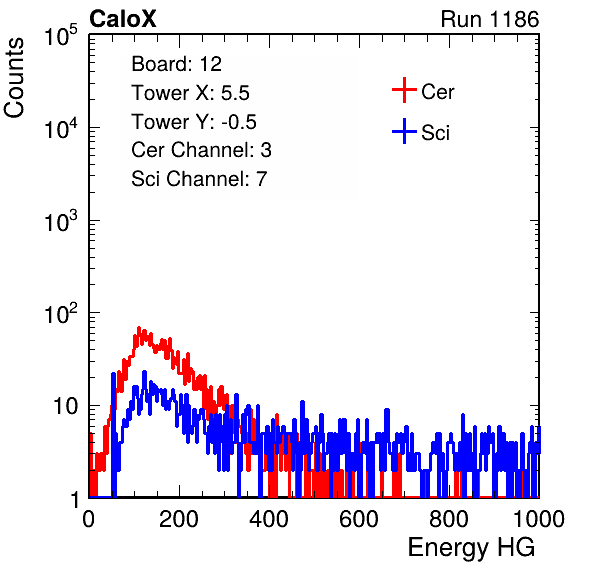 CaloX Run 1186
Counts
Board: 12
Tower X: 5.5
Tower Y: -0.5
Cer Channel: 3
Sci Channel: 7
Cer
Sci
10^5
10^4
10^3
10^2
10
1
0 200 400 600 800 1000
Energy HG